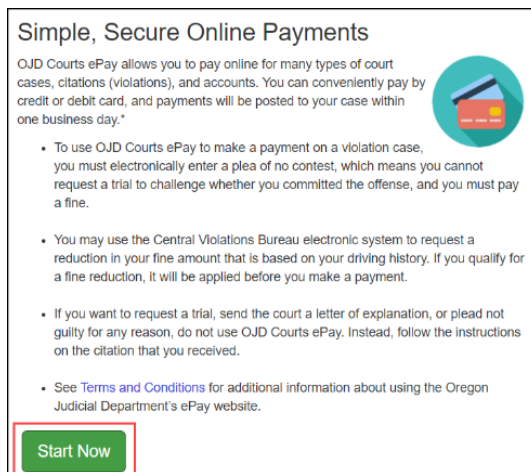 Simple, Secure Online Payments
OJD Courts ePay allows you to pay online for many types of court
cases, citations (violations), and accounts. You can conveniently pay by
credit or debit card, and payments will be posted to your case within
one business day.*
• To use OJD Courts ePay to make a payment on a violation case,
you must electronically enter a plea of no contest, which means you cannot
request a trial to challenge whether you committed the offense, and you must pay
a fine.
• You may use the Central Violations Bureau electronic system to request a
reduction in your fine amount that is based on your driving history. If you qualify for
a fine reduction, it will be applied before you make a payment.
• If you want to request a trial, send the court a letter of explanation, or plead not
guilty for any reason, do not use OJD Courts ePay. Instead, follow the instructions
on the citation that you received.
• See Terms and Conditions for additional information about using the Oregon
Judicial Department's ePay website.
Start Now